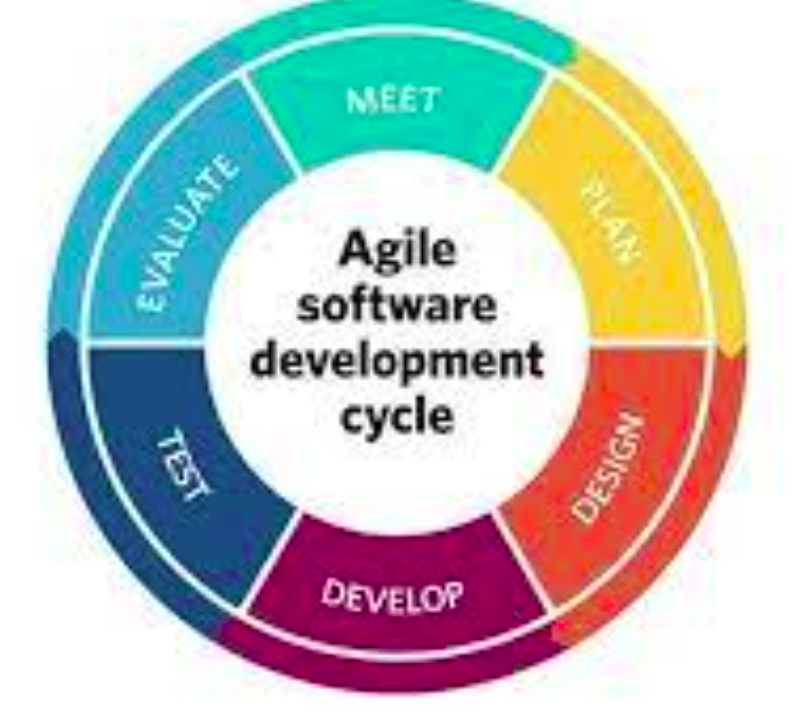 MEET
PLAN
DESIGN
DEVELOP
TEST
EVALUATE
Agile
software
development
cycle